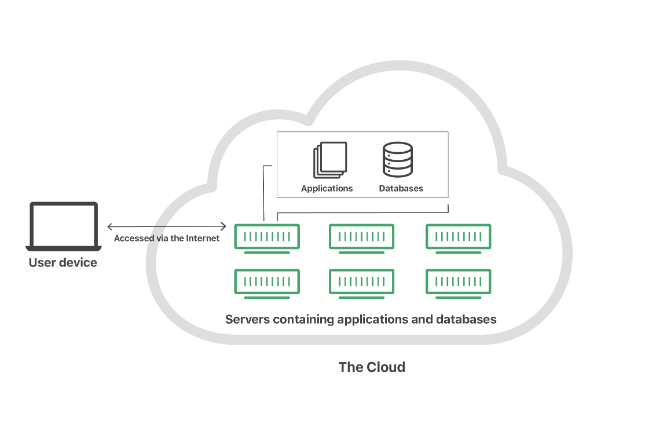 Applications
Databases
Accessed via the Internet
User device
Servers containing applications and databases
The Cloud